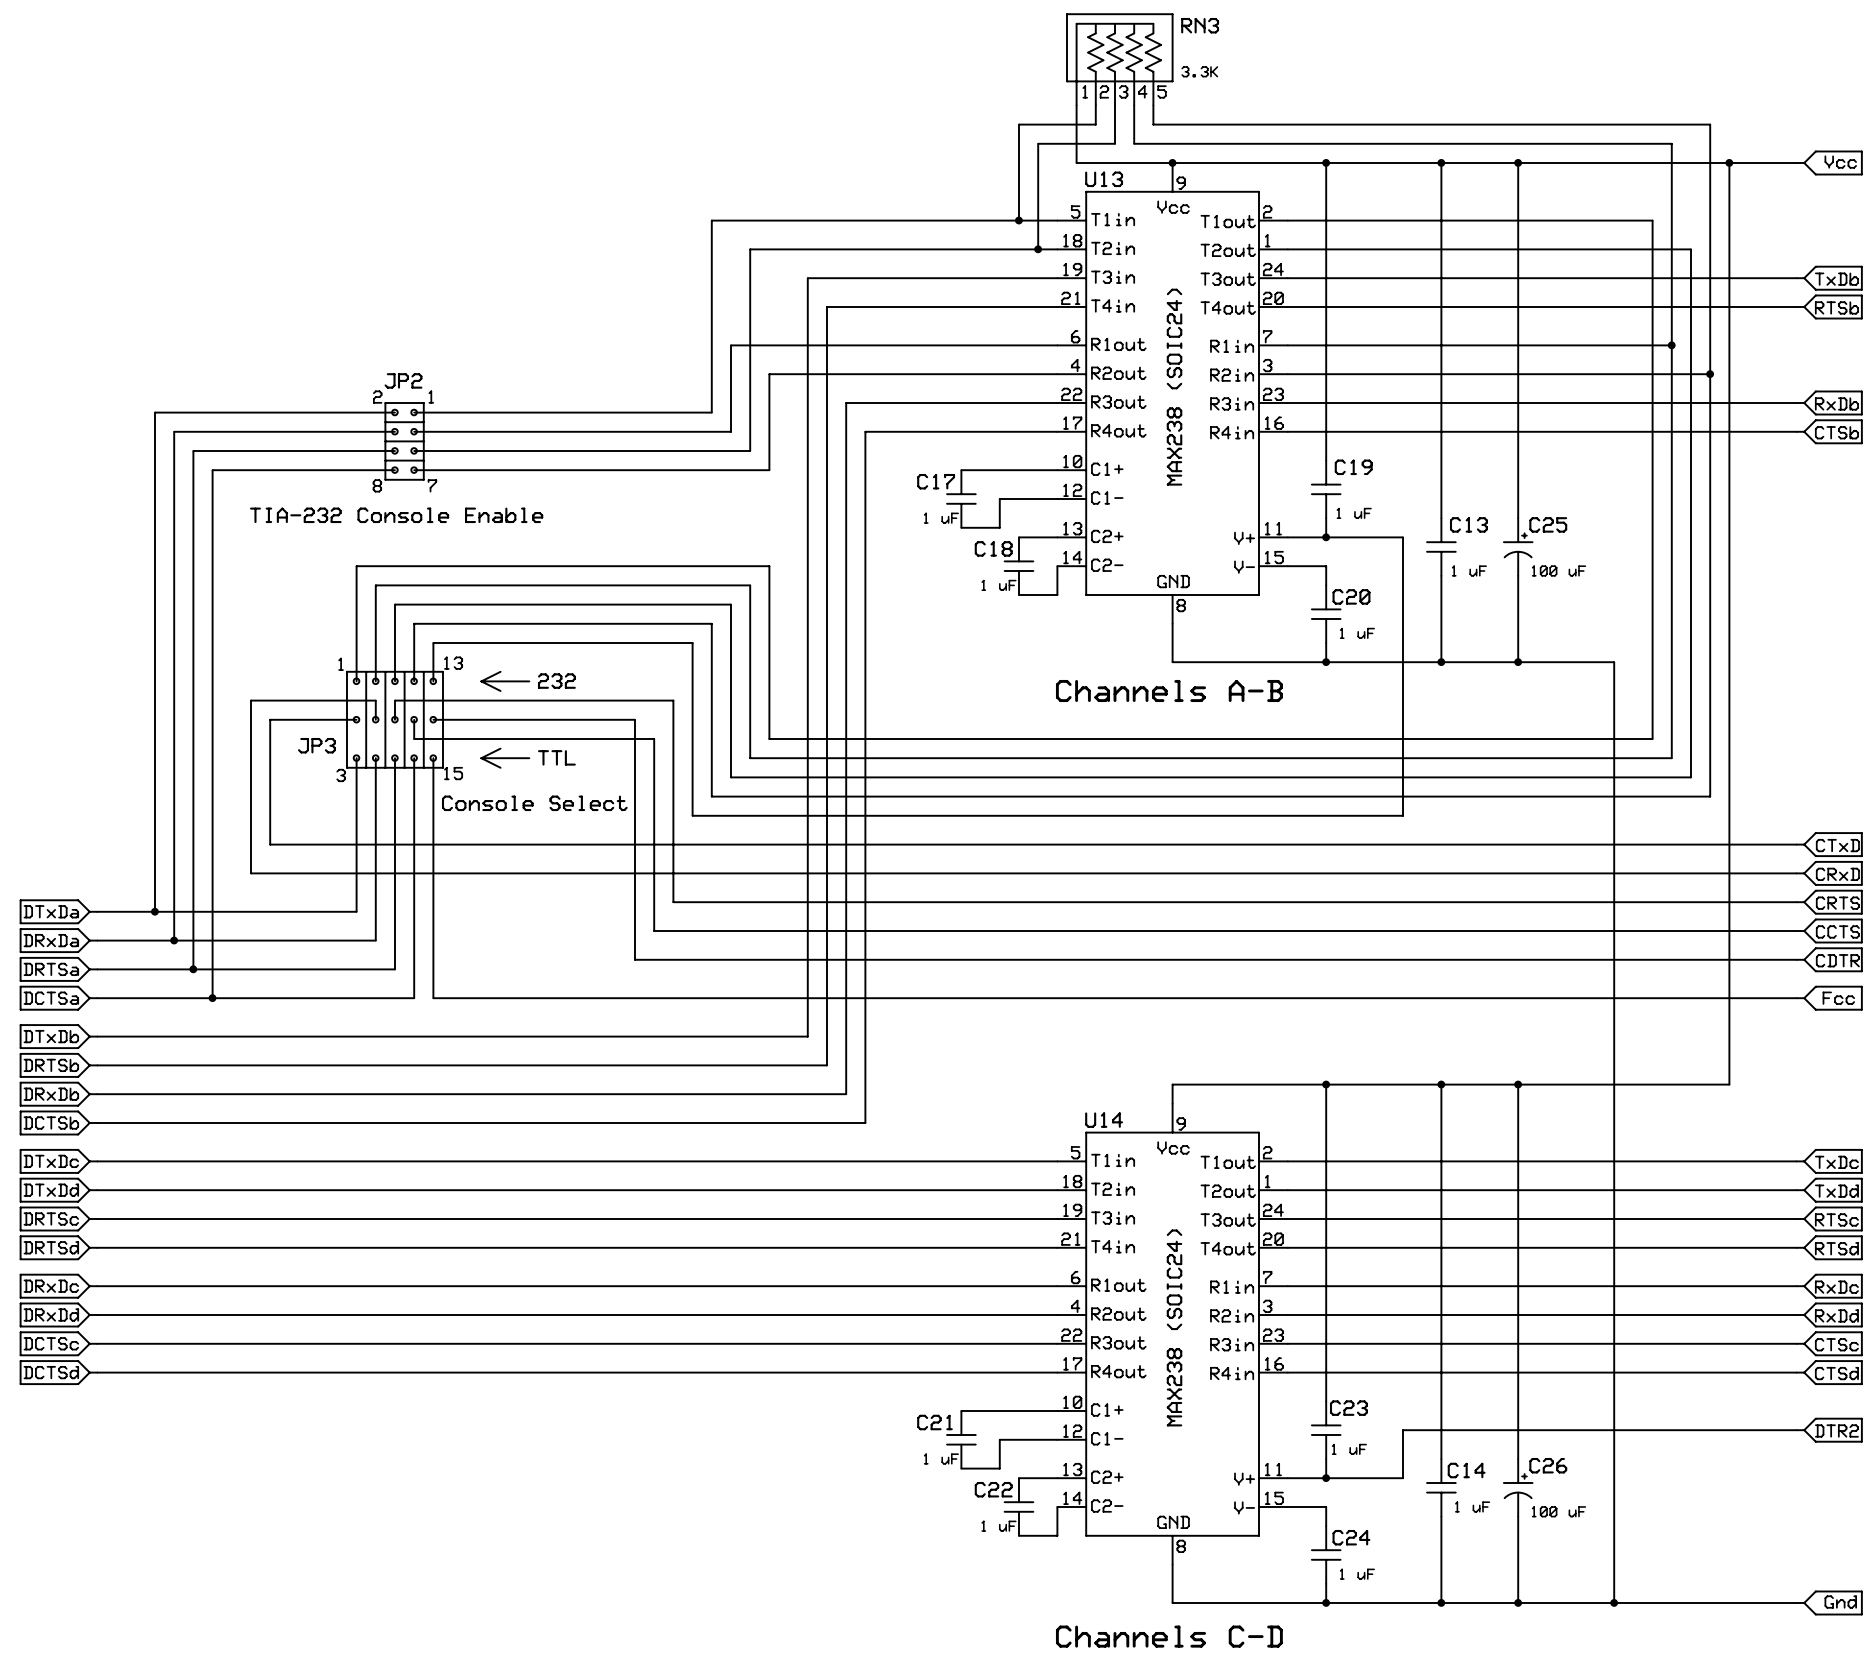 RN3
3.3K
1 2 3 4 5
Vcc
U13
9
Vcc
5 T1in T1out 2
18 T2in T2out 1
19 T3in T3out 24 TxDb
21 T4in T4out 20 RTSb
6 R1out R1in 7
4 R2out R2in 3
22 R3out R3in 23 RxDb
17 R4out R4in 16 CTSb
MAX238 (SOIC24)
JP2
2 1
8 7
TIA-232 Console Enable
10 C1+
12 C1-
13 C2+
14 C2-
C17
1 uF
C18
1 uF
V+ 11
V- 15
GND
8
C19
1 uF
C20
1 uF
C13
1 uF
C25
+
100 uF
Channels A-B
1 13
232
JP3
TTL
3 15
Console Select
CTxD
CRxD
CRTS
CCTS
CDTR
Fcc
DTxDa
DRxDa
DRTSa
DCTSa
DTxDb
DRTSb
DRxDb
DCTSb
U14
9
Vcc
DTxDc 5 T1in T1out 2 TxDc
DTxDd 18 T2in T2out 1 TxDd
DRTSc 19 T3in T3out 24 RTSc
DRTSd 21 T4in T4out 20 RTSd
DRxDc 6 R1out R1in 7 RxDc
DRxDd 4 R2out R2in 3 RxDd
DCTSc 22 R3out R3in 23 CTSc
DCTSd 17 R4out R4in 16 CTSd
MAX238 (SOIC24)
10 C1+
12 C1-
13 C2+
14 C2-
C21
1 uF
C22
1 uF
V+ 11
V- 15
GND
8
C23
1 uF
DTR2
C24
1 uF
C14
1 uF
C26
+
100 uF
Gnd
Channels C-D